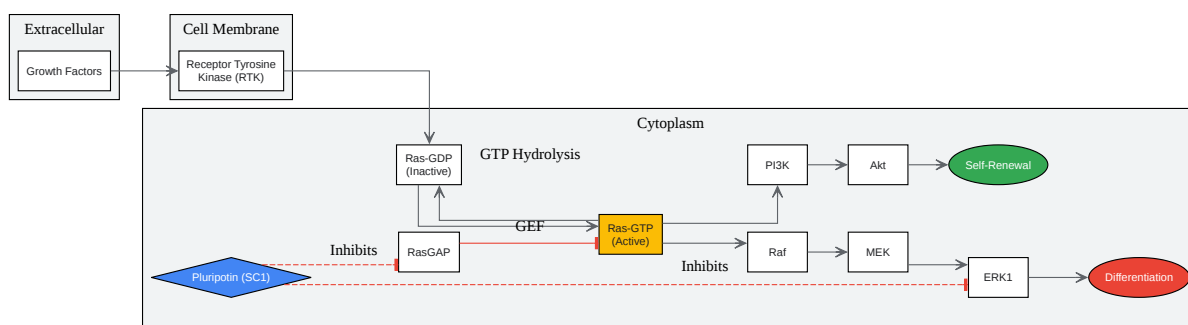 Extracellular
Growth Factors
Cell Membrane
Receptor Tyrosine
Kinase (RTK)
Cytoplasm
Ras-GDP
(Inactive)
GTP Hydrolysis
PI3K
Akt
Self-Renewal
GEF
Ras-GTP
(Active)
RasGAP
Inhibits
Pluripotin (SC1)
Inhibits
Raf
MEK
ERK1
Differentiation